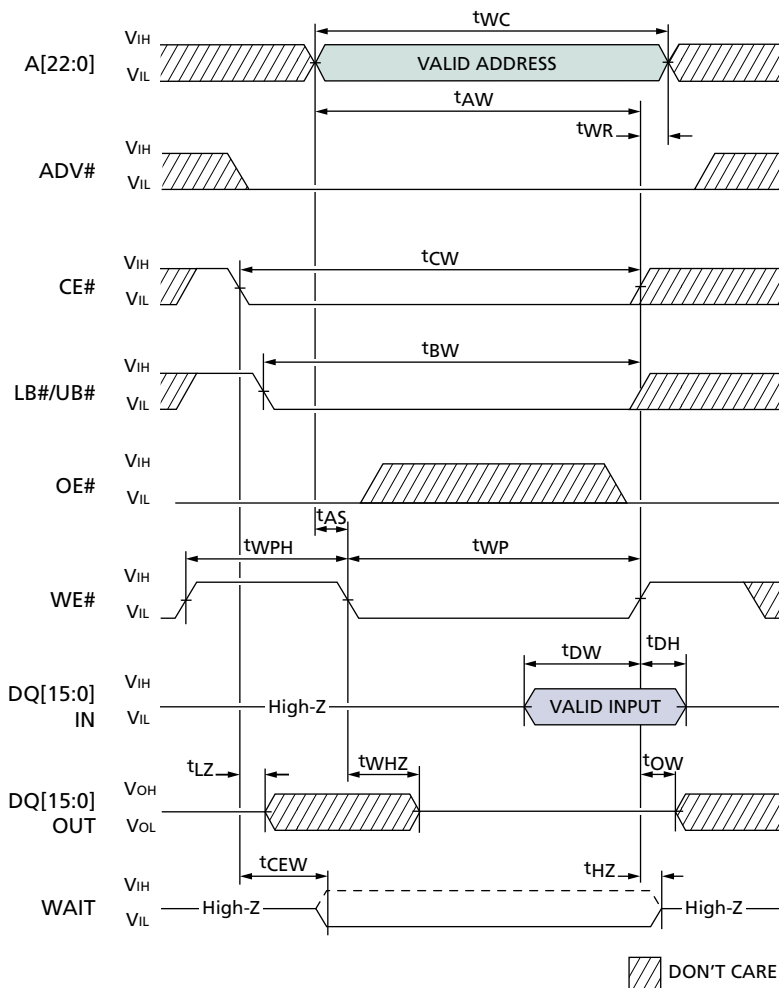 tWC
VIH
A[22:0]
VALID ADDRESS
VIL
tAW
tWR
VIH
ADV#
VIL
tCW
VIH
CE#
VIL
tBW
VIH
LB#/UB#
VIL
VIH
OE#
VIL
tAS
tWPH
tWP
VIH
WE#
VIL
tDW
tDH
VIH
DQ[15:0]
IN
High-Z
VALID INPUT
VIL
tLZ
tWHZ
tOW
VOH
DQ[15:0]
OUT
VOL
tCEW
tHZ
VIH
WAIT
High-Z
High-Z
VIL
DON'T CARE